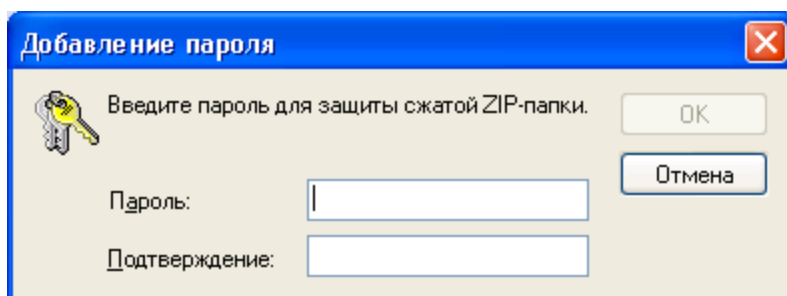 Добавление пароля
Введите пароль для защиты сжатой ZIP-папки.
OK
Отмена
Пароль:
Подтверждение: